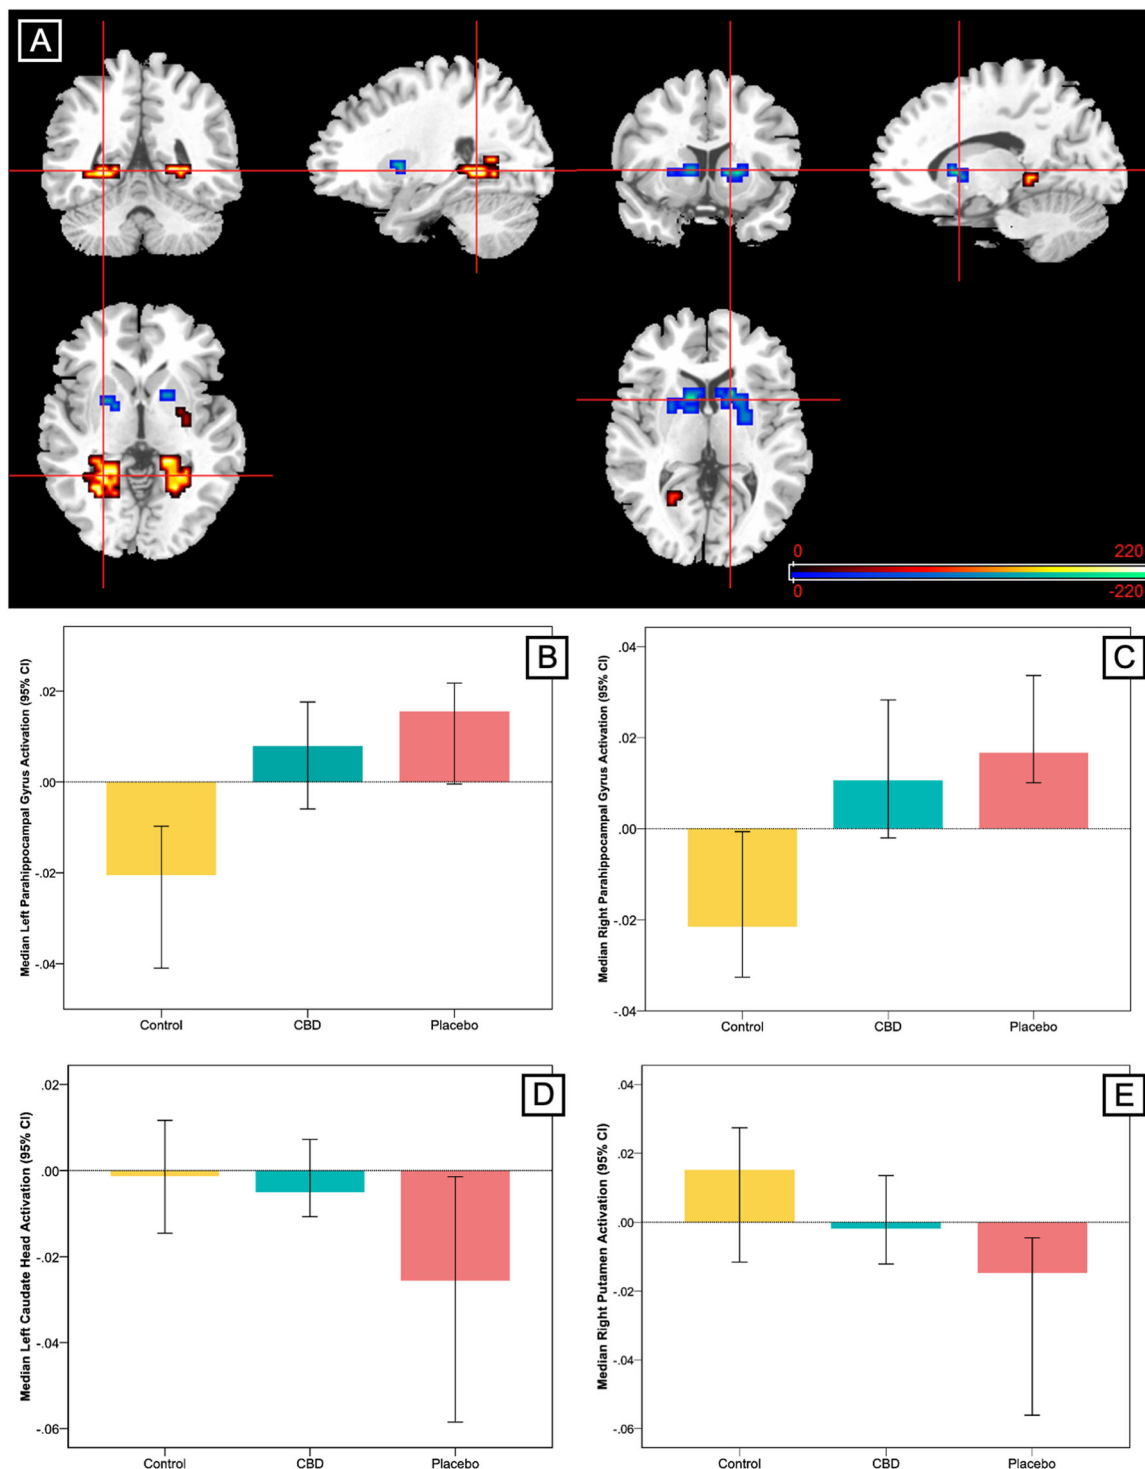 A
0 220
0 -220
B
Median Left Parahippocampal Gyrus Activation (95% CI)
.02
.00
-.02
-.04
Control CBD Placebo
C
Median Right Parahippocampal Gyrus Activation (95% CI)
.04
.02
.00
-.02
-.04
Control CBD Placebo
D
Median Left Caudate Head Activation (95% CI)
.02
.00
-.02
-.04
-.06
Control CBD Placebo
E
Median Right Putamen Activation (95% CI)
.04
.02
.00
-.02
-.04
-.06
Control CBD Placebo